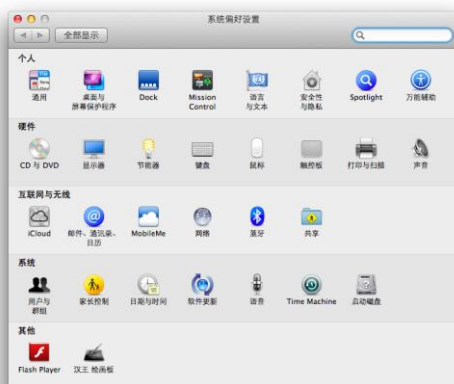 系统偏好设置
全部显示
个人
通用
桌面与
屏幕保护程序
Dock
Mission
Control
语言
与文本
安全性
与隐私
Spotlight
万能辅助
硬件
CD 与 DVD
显示器
节能器
键盘
鼠标
触控板
打印与扫描
声音
互联网与无线
iCloud
邮件、通讯录、
日历
MobileMe
网络
蓝牙
共享
系统
用户与
群组
家长控制
日期与时间
软件更新
语音
Time Machine
启动磁盘
其他
Flash Player
汉王 绘画板